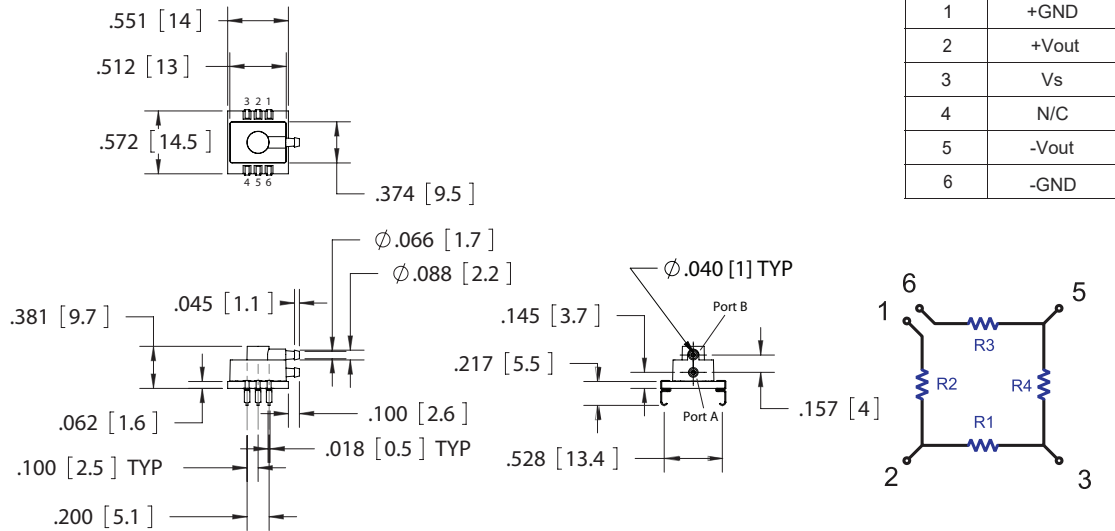 .551 [14]
.512 [13]
3 2 1
.572 [14.5]
4 5 6
.374 [9.5]
1 +GND
2 +Vout
3 Vs
4 N/C
5 -Vout
6 -GND
Ø.066 [1.7]
Ø.088 [2.2]
.045 [1.1]
.381 [9.7]
.062 [1.6]
.100 [2.6]
.018 [0.5] TYP
.100 [2.5] TYP
.200 [5.1]
Ø.040 [1] TYP
Port B
.145 [3.7]
.217 [5.5]
Port A
.157 [4]
.528 [13.4]
6
5
1
R3
R2
R4
R1
2
3